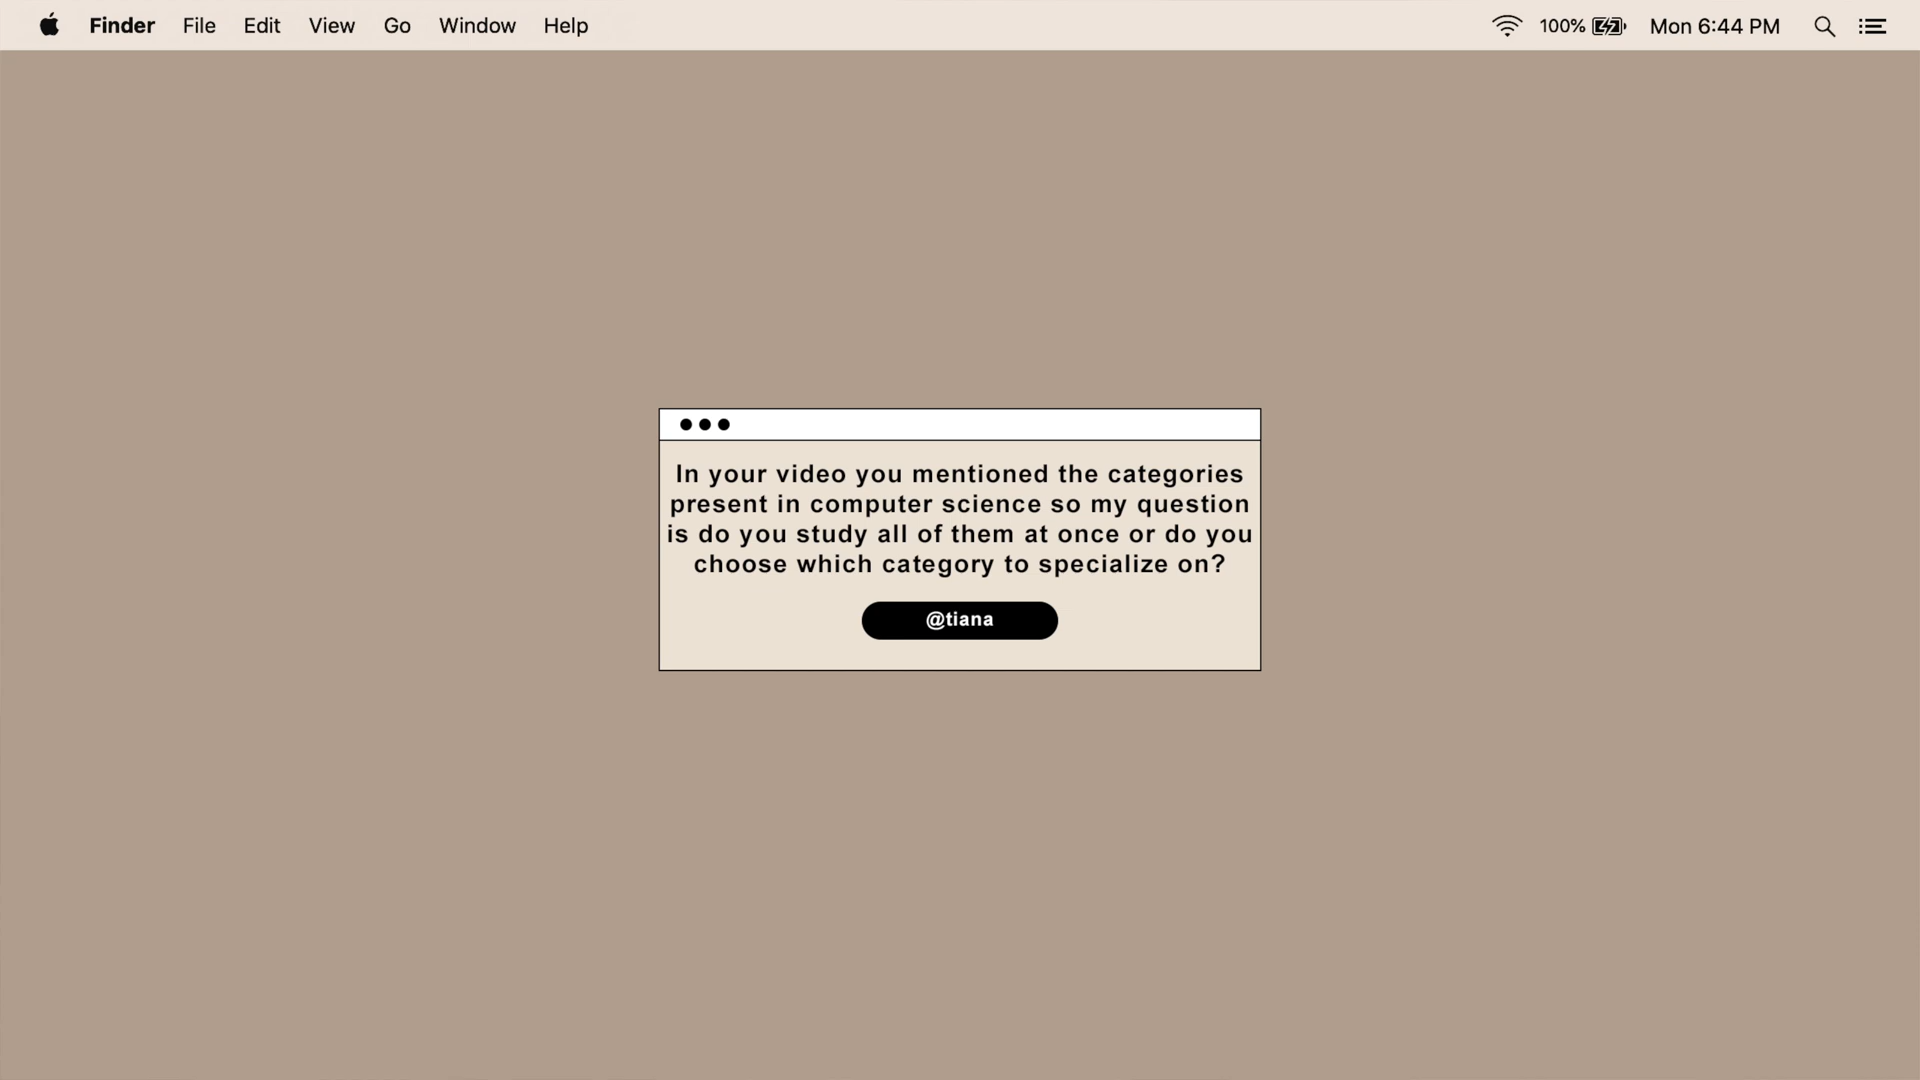 Finder File Edit View Go Window Help 100% Mon 6:44 PM
In your video you mentioned the categories
present in computer science so my question
is do you study all of them at once or do you
choose which category to specialize on?
@tiana